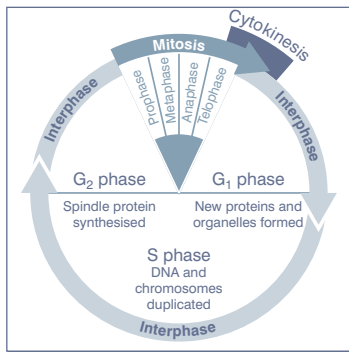 Cytokinesis
Mitosis
Prophase
Metaphase
Anaphase
Telophase
Interphase
Interphase
G₂ phase
Spindle protein
synthesised
G₁ phase
New proteins and
organelles formed
S phase
DNA and
chromosomes
duplicated
Interphase